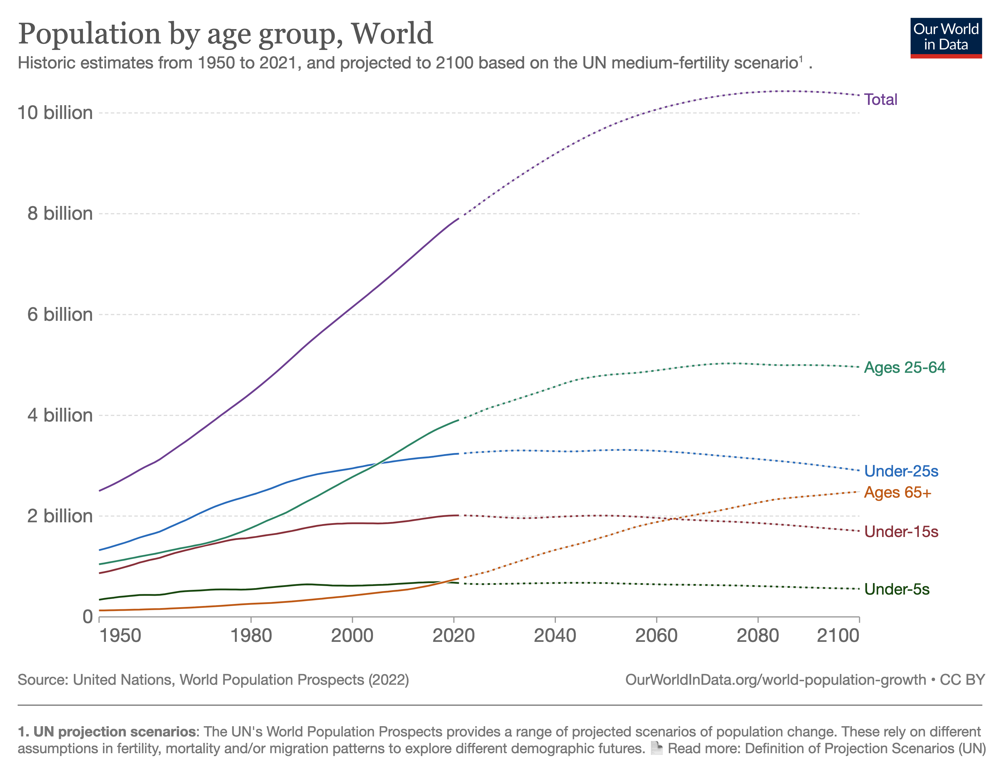 Population by age group, World
Our World
in Data
Historic estimates from 1950 to 2021, and projected to 2100 based on the UN medium-fertility scenario¹ .
Total
10 billion
8 billion
6 billion
Ages 25-64
4 billion
Under-25s
Ages 65+
2 billion
Under-15s
Under-5s
0
1950 1980 2000 2020 2040 2060 2080 2100
Source: United Nations, World Population Prospects (2022)
OurWorldInData.org/world-population-growth • CC BY
1. UN projection scenarios: The UN's World Population Prospects provides a range of projected scenarios of population change. These rely on different
assumptions in fertility, mortality and/or migration patterns to explore different demographic futures. Read more: Definition of Projection Scenarios (UN)